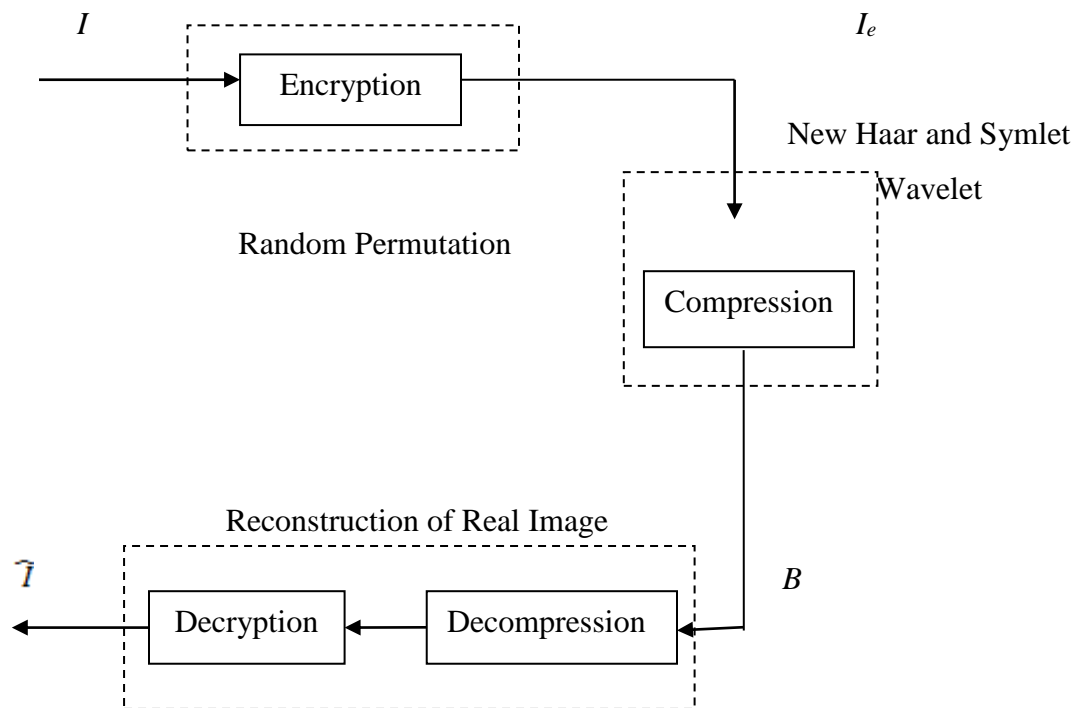 I
Iₑ
Encryption
New Haar and Symlet
Wavelet
Random Permutation
Compression
Reconstruction of Real Image
Î
B
Decryption
Decompression